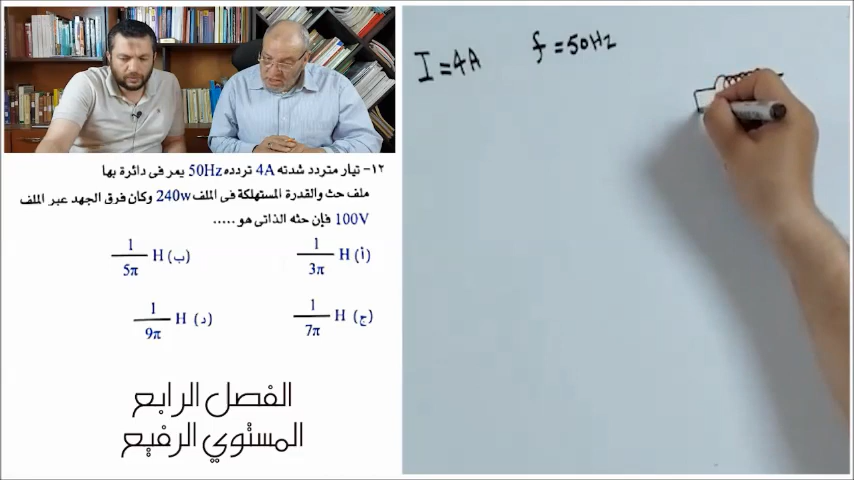 ١٢- تيار متردد شدته 4A تردده 50Hz يمر فى دائرة بها
ملف حث والقدرة المستهلكة فى الملف 240w وكان فرق الجهد عبر الملف
100V فإن حثه الذاتى هو .....
(أ) 1/3π H
(ب) 1/5π H
(ج) 1/7π H
(د) 1/9π H
الفصل الرابع
المستوي الرفيع
I = 4A f = 50Hz